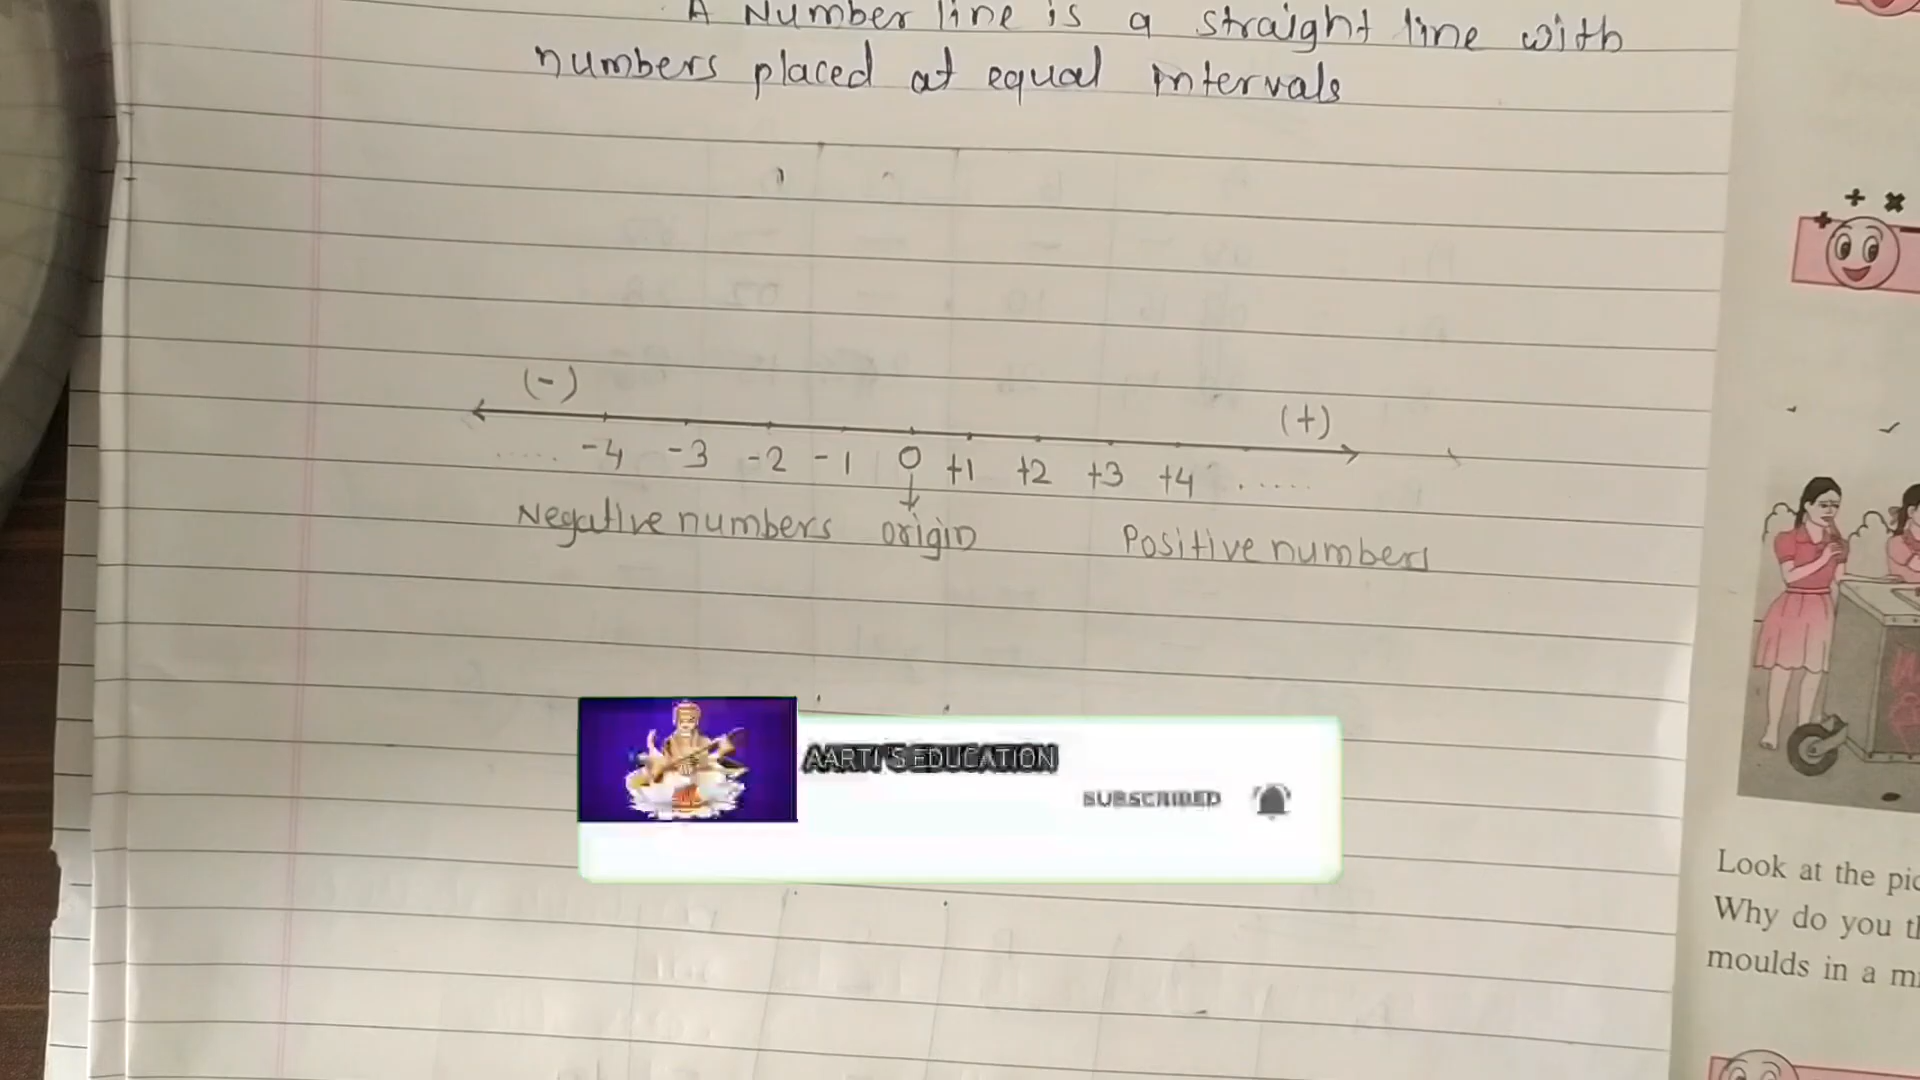 A Number line is a straight line with
numbers placed at equal intervals
(-)
(+)
..... -4 -3 -2 -1 0 +1 +2 +3 +4 .....
Negative numbers origin Positive numbers
AARTI'S EDUCATION
SUBSCRIBED
Look at the
Why do you
moulds in a